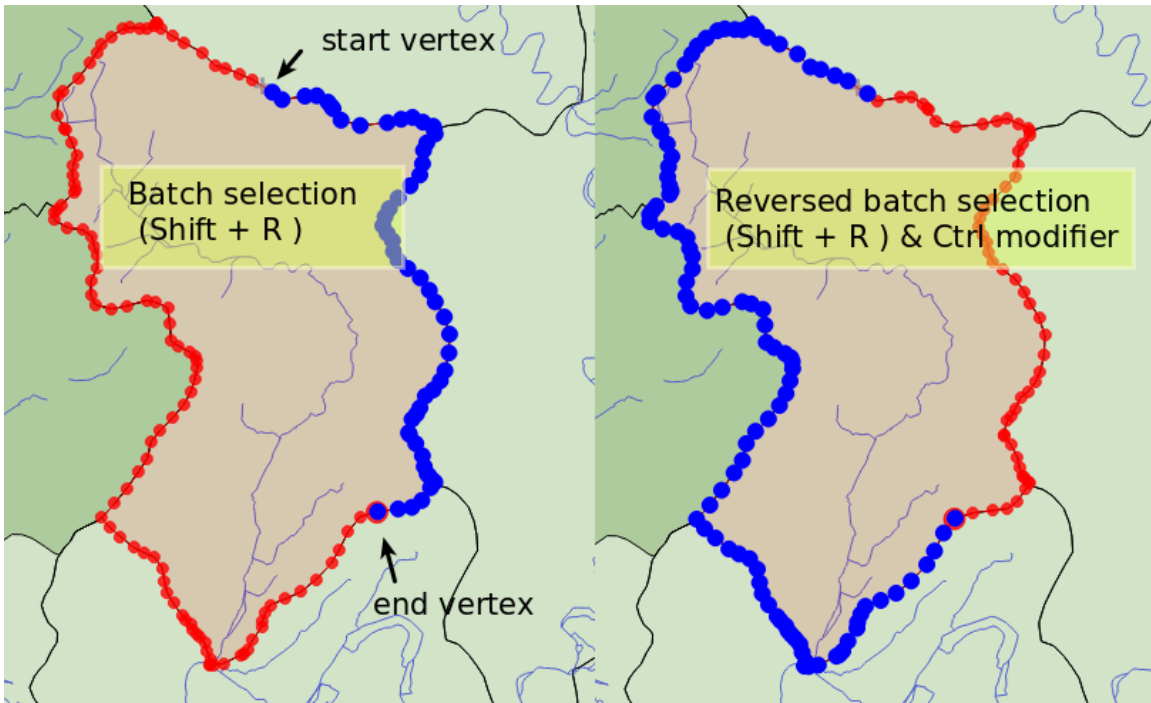 start vertex
Batch selection
(Shift + R )
end vertex
Reversed batch selection
(Shift + R ) & Ctrl modifier